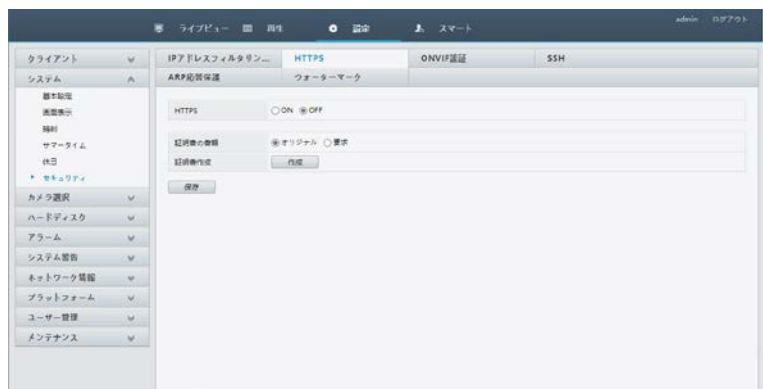 ライブビュー 再生 設定 スマート admin ログアウト
クライアント
システム
基本設定
画面表示
時刻
サマータイム
休日
セキュリティ
カメラ選択
ハードディスク
アラーム
システム警告
ネットワーク情報
プラットフォーム
ユーザー管理
メンテナンス
IPアドレスフィルタリン... HTTPS ONVIF認証 SSH
ARP応答保護 ウォーターマーク
HTTPS ON OFF
証明書の種類 オリジナル 要求
証明書作成 作成
保存